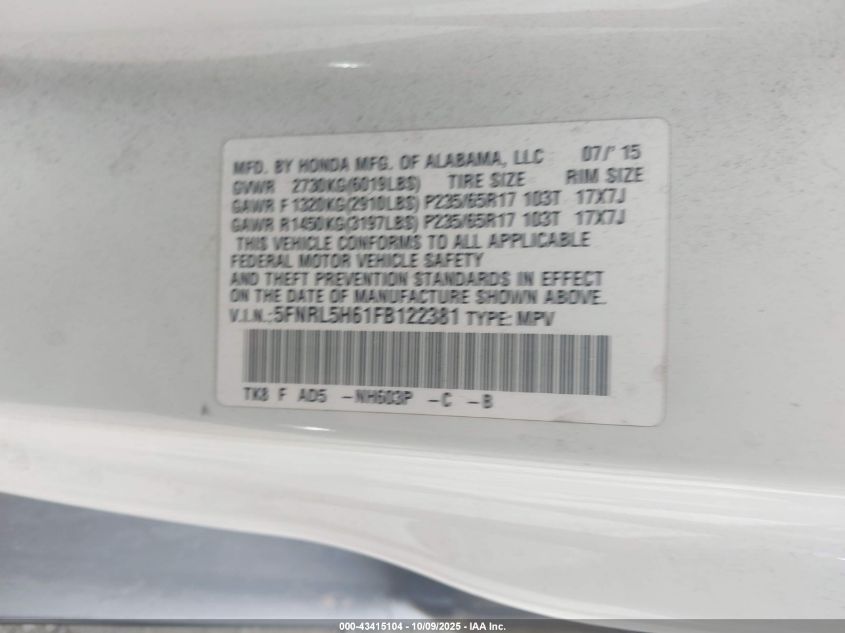 MFD. BY HONDA MFG. OF ALABAMA, LLC 07/'15
GVWR 2730KG(6019LBS) TIRE SIZE RIM SIZE
GAWR F1320KG(2910LBS) P235/65R17 103T 17X7J
GAWR R1450KG(3197LBS) P235/65R17 103T 17X7J
THIS VEHICLE CONFORMS TO ALL APPLICABLE
FEDERAL MOTOR VEHICLE SAFETY
AND THEFT PREVENTION STANDARDS IN EFFECT
ON THE DATE OF MANUFACTURE SHOWN ABOVE.
V.I.N.:5FNRL5H61FB122381 TYPE: MPV
TK8 F AD5 -NH603P -C -B
000-43415104 - 10/09/2025 - IAA Inc.